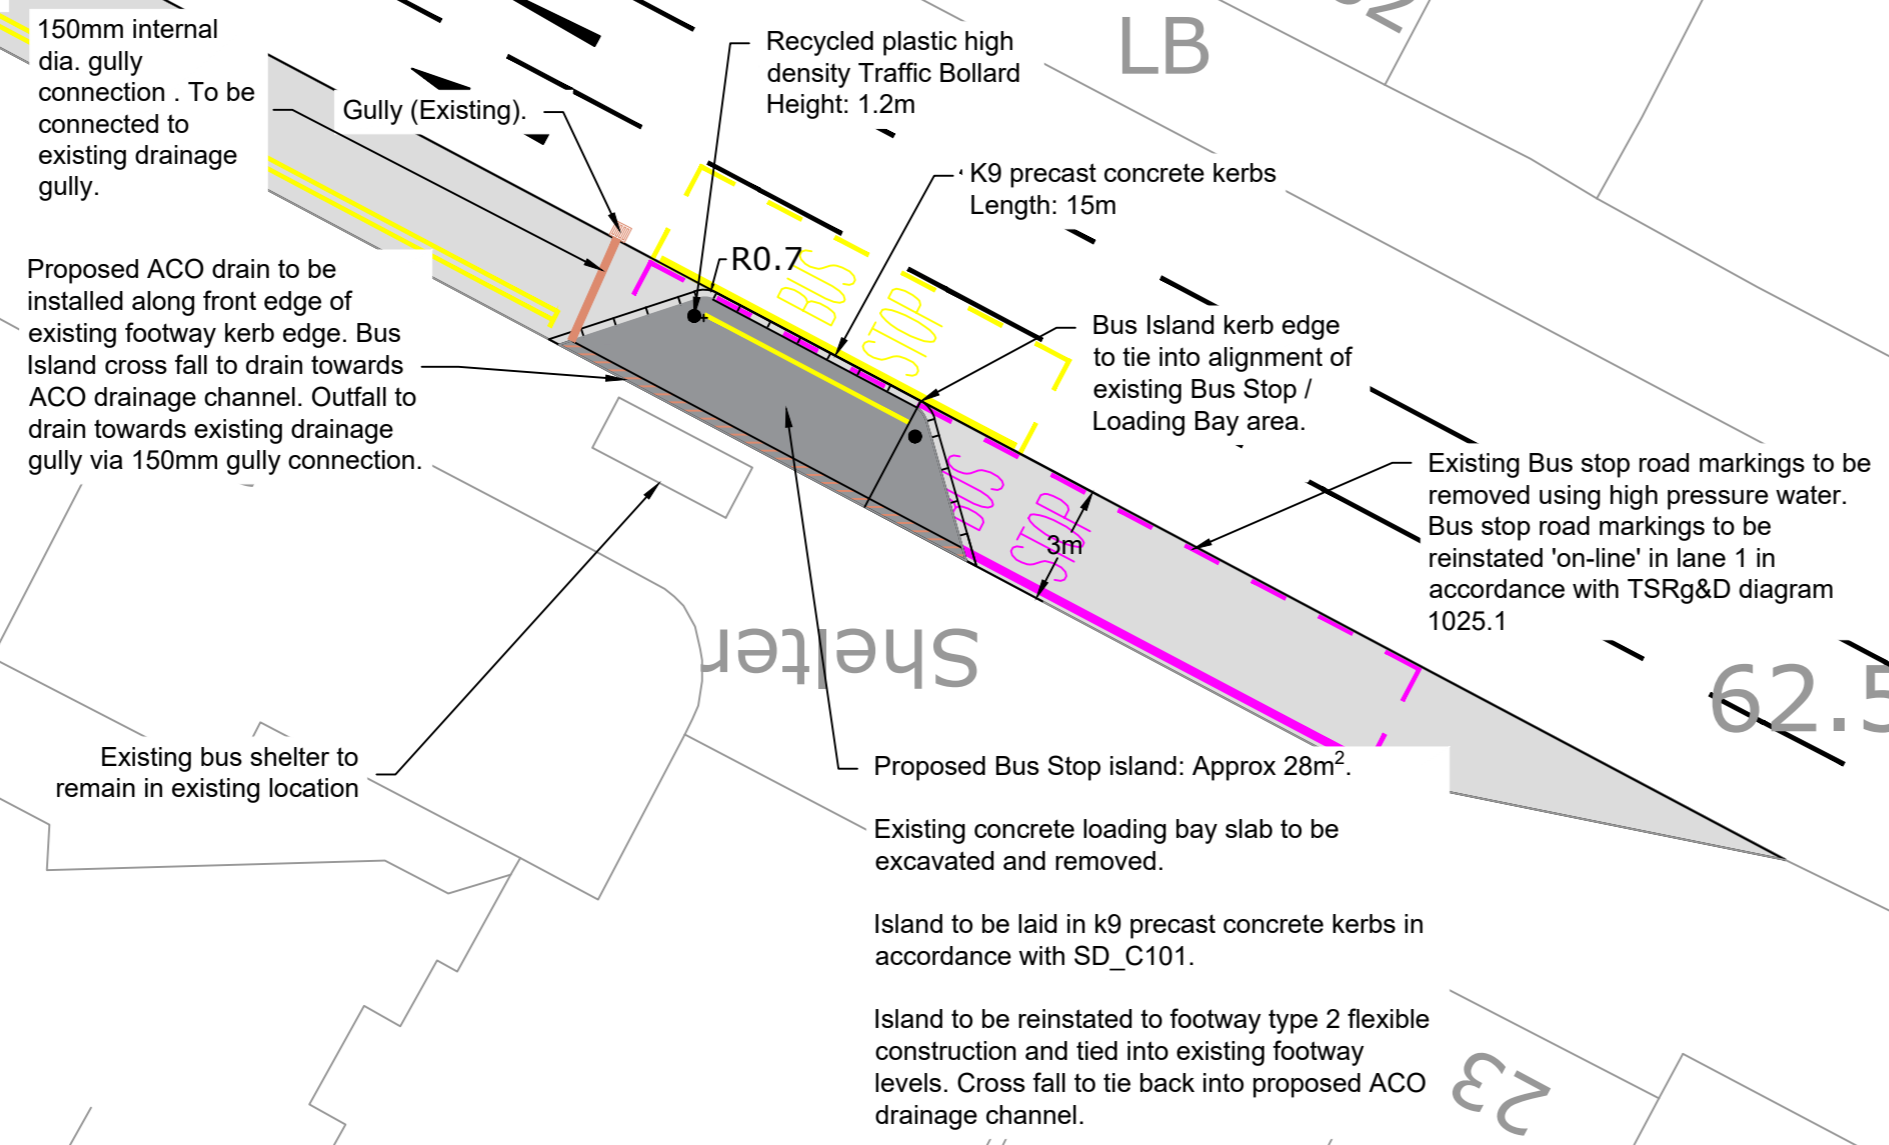 150mm internal
dia. gully
connection . To be
connected to
existing drainage
gully.
Gully (Existing).
Recycled plastic high
density Traffic Bollard
Height: 1.2m
LB
K9 precast concrete kerbs
Length: 15m
R0.7
BUS
STOP
Proposed ACO drain to be
installed along front edge of
existing footway kerb edge. Bus
Island cross fall to drain towards
ACO drainage channel. Outfall to
drain towards existing drainage
gully via 150mm gully connection.
Bus Island kerb edge
to tie into alignment of
existing Bus Stop /
Loading Bay area.
BUS
STOP
3m
Existing Bus stop road markings to be
removed using high pressure water.
Bus stop road markings to be
reinstated 'on-line' in lane 1 in
accordance with TSRg&D diagram
1025.1
Shelter
62.5
Existing bus shelter to
remain in existing location
Proposed Bus Stop island: Approx 28m².
Existing concrete loading bay slab to be
excavated and removed.
Island to be laid in k9 precast concrete kerbs in
accordance with SD_C101.
Island to be reinstated to footway type 2 flexible
construction and tied into existing footway
levels. Cross fall to tie back into proposed ACO
drainage channel.
23